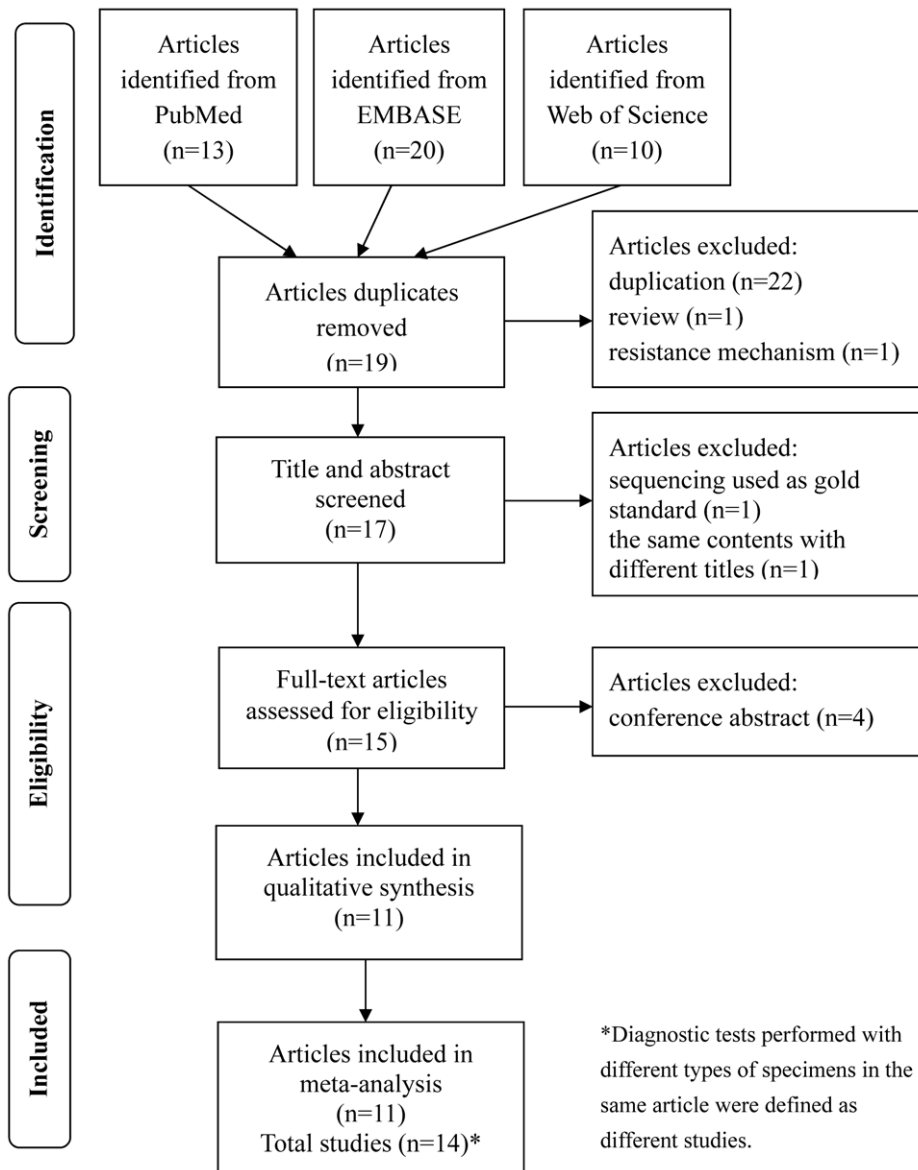 Identification
Articles
identified from
PubMed
(n=13)
Articles
identified from
EMBASE
(n=20)
Articles
identified from
Web of Science
(n=10)
Articles duplicates
removed
(n=19)
Articles excluded:
duplication (n=22)
review (n=1)
resistance mechanism (n=1)
Screening
Title and abstract
screened
(n=17)
Articles excluded:
sequencing used as gold
standard (n=1)
the same contents with
different titles (n=1)
Eligibility
Full-text articles
assessed for eligibility
(n=15)
Articles excluded:
conference abstract (n=4)
Articles included in
qualitative synthesis
(n=11)
Included
Articles included in
meta-analysis
(n=11)
Total studies (n=14)*
*Diagnostic tests performed with
different types of specimens in the
same article were defined as
different studies.